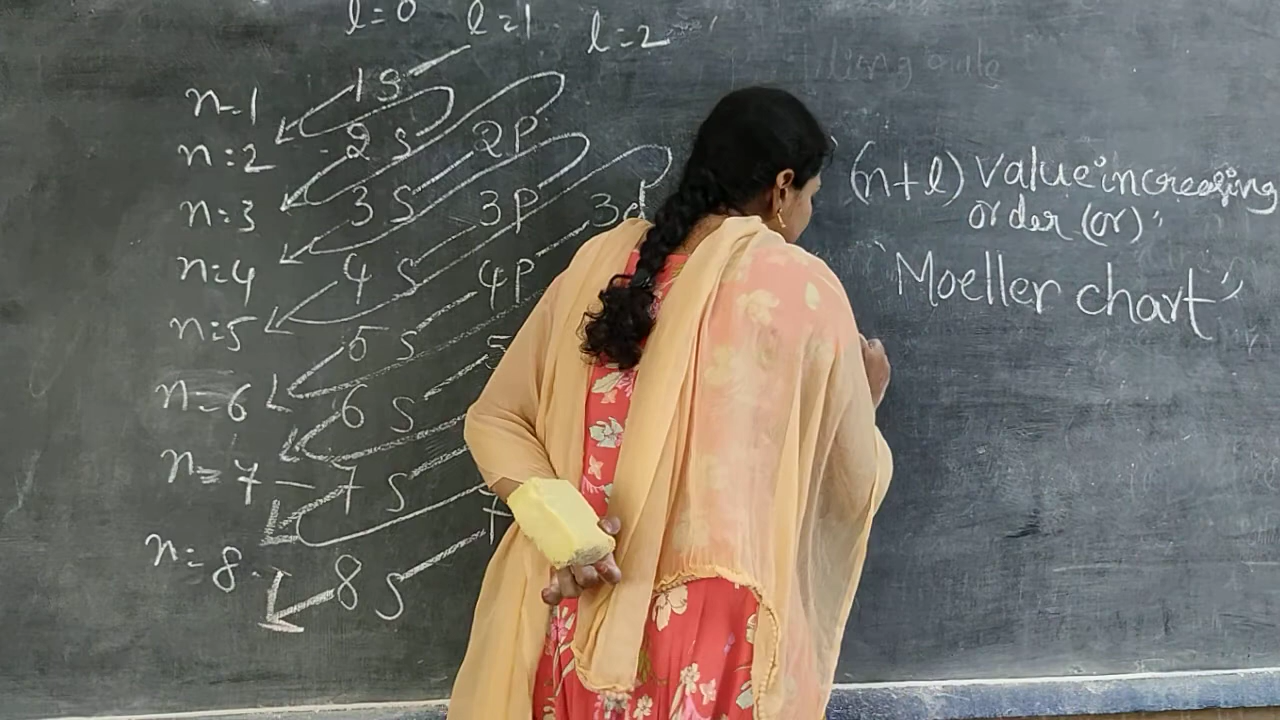 l=0 l=1 l=2
n=1 1S
n=2 2S 2P
n=3 3S 3P 3d
n=4 4S 4P
n=5 5S
n=6 6S
n=7 7S
n=8 8S
(n+l) Value increasing
order (or)
"Moeller chart"